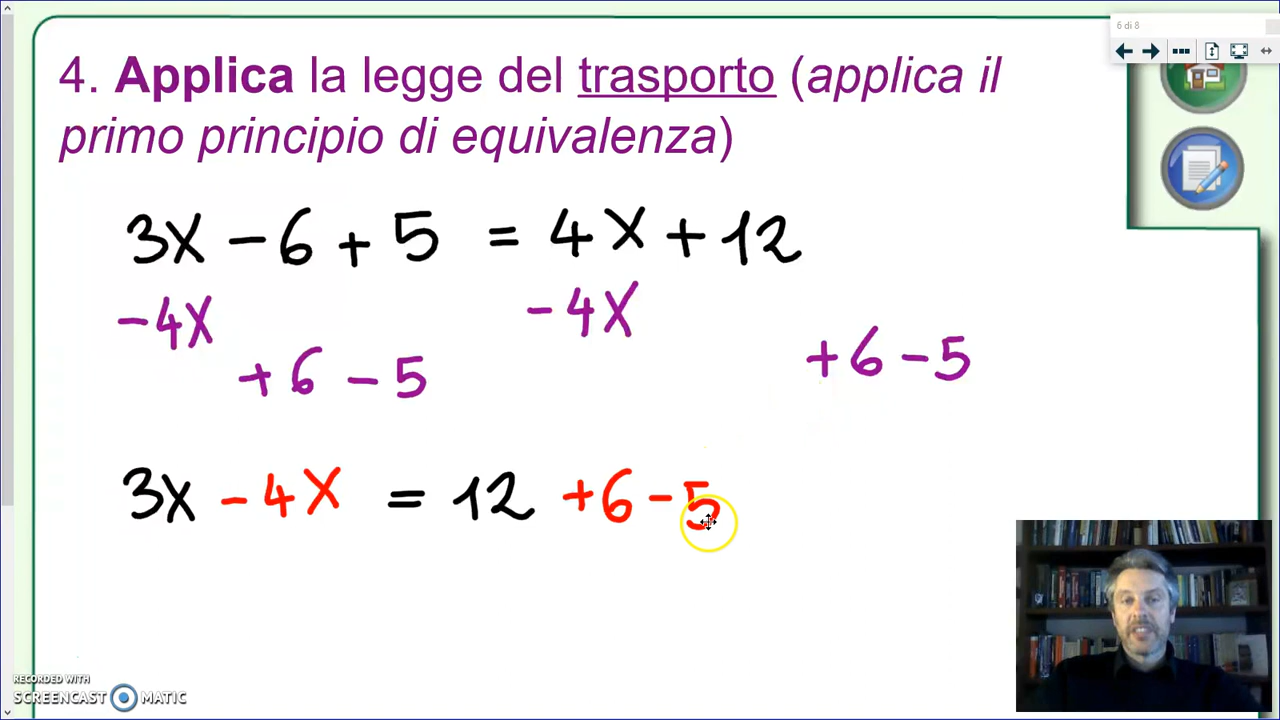 6 di 8
4. Applica la legge del trasporto (applica il
primo principio di equivalenza)
3x - 6 + 5 = 4x + 12
- 4x - 4x
+ 6 - 5 + 6 - 5
3x - 4x = 12 + 6 - 5
RECORDED WITH
SCREENCAST MATIC